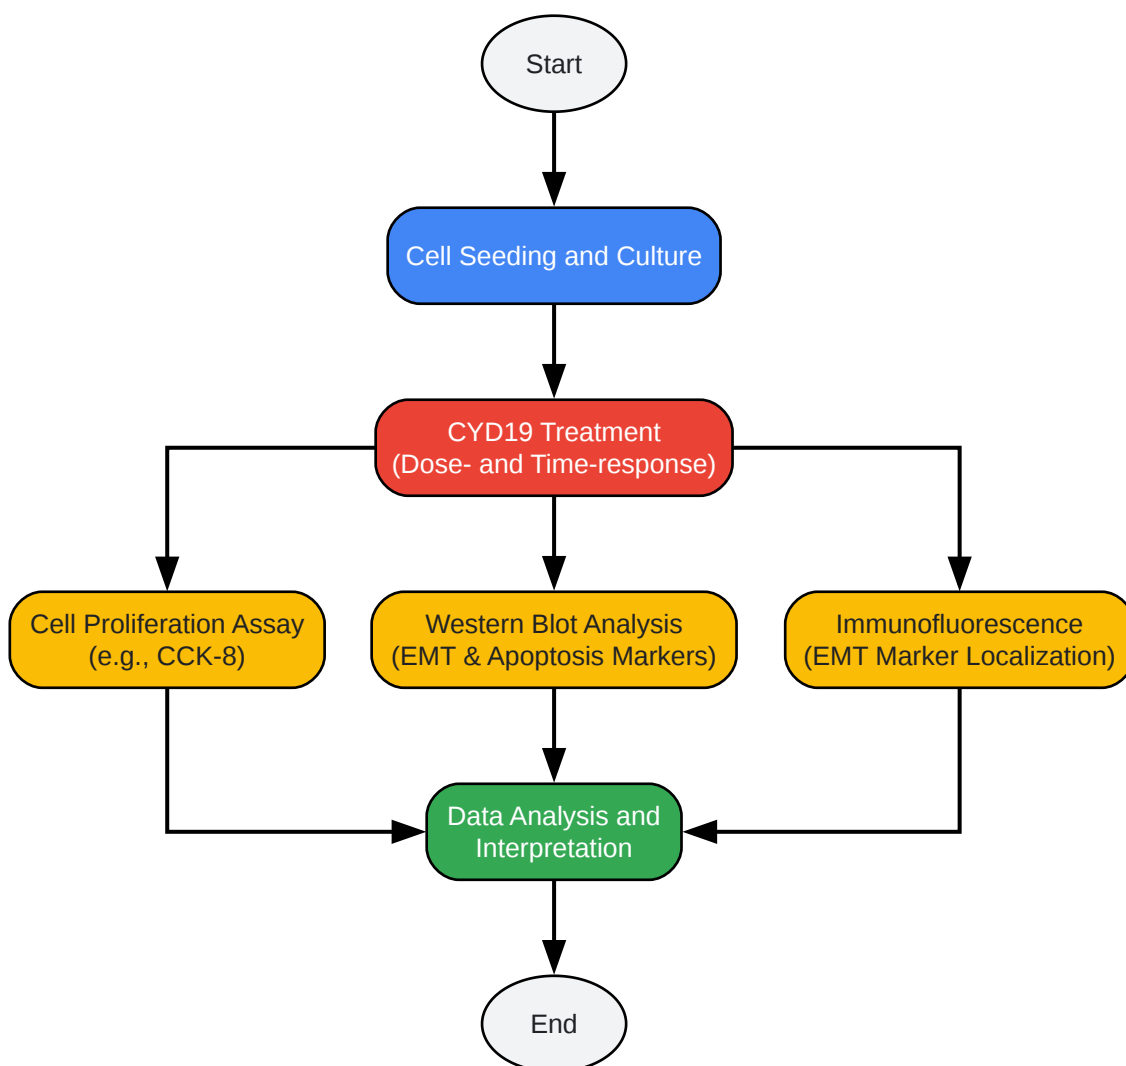 Start
Cell Seeding and Culture
CYD19 Treatment
(Dose- and Time-response)
Cell Proliferation Assay
(e.g., CCK-8)
Western Blot Analysis
(EMT & Apoptosis Markers)
Immunofluorescence
(EMT Marker Localization)
Data Analysis and
Interpretation
End